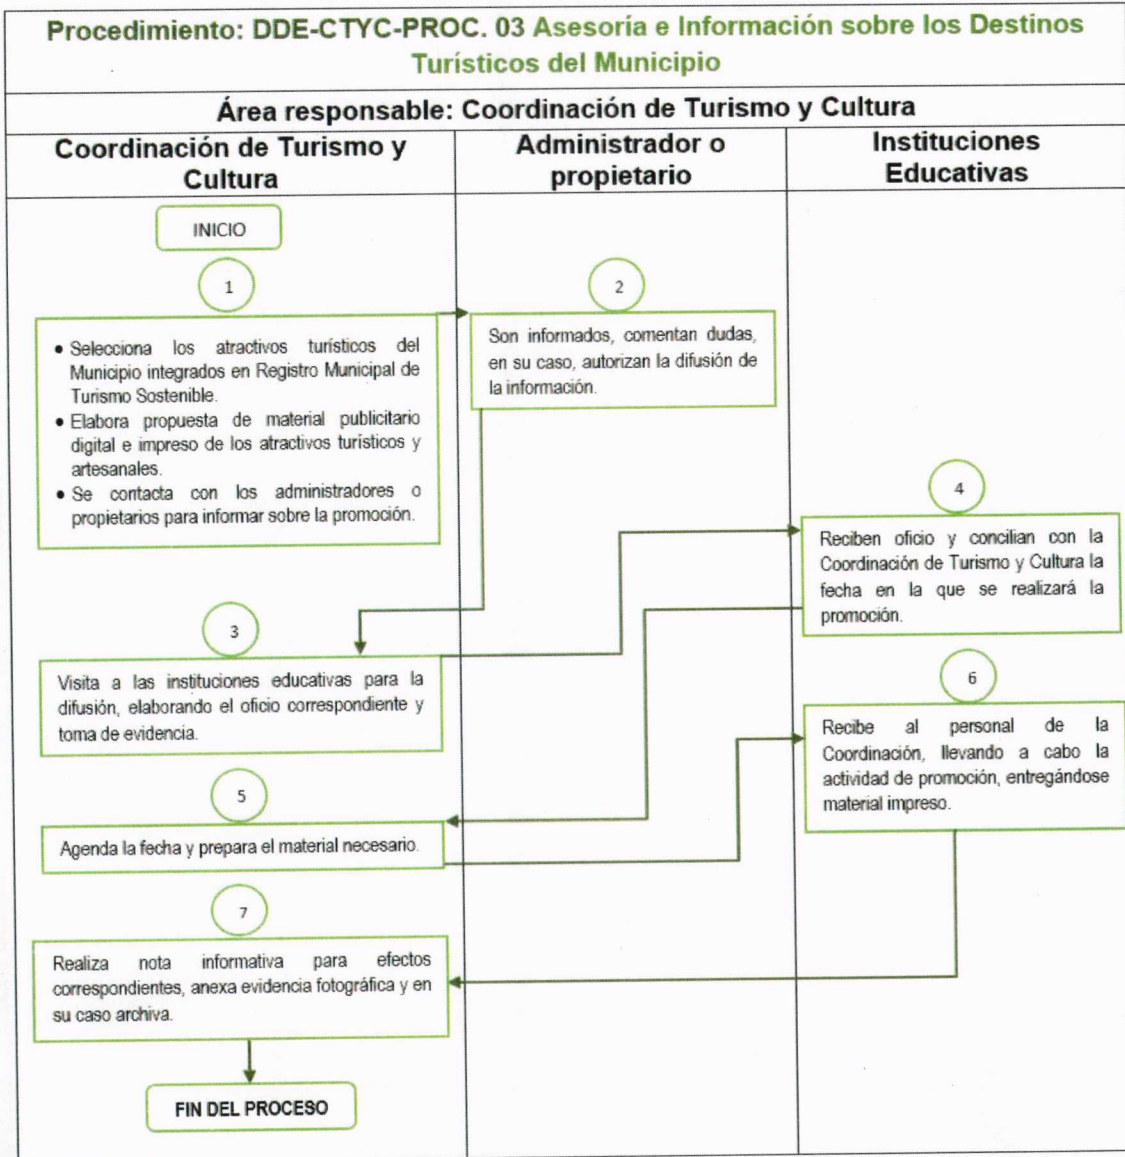 Procedimiento: DDE-CTYC-PROC. 03 Asesoría e Información sobre los Destinos
Turísticos del Municipio
Área responsable: Coordinación de Turismo y Cultura
Coordinación de Turismo y
Cultura
Administrador o
propietario
Instituciones
Educativas
INICIO
1
• Selecciona los atractivos turísticos del
Municipio integrados en Registro Municipal de
Turismo Sostenible.
• Elabora propuesta de material publicitario
digital e impreso de los atractivos turísticos y
artesanales.
• Se contacta con los administradores o
propietarios para informar sobre la promoción.
2
Son informados, comentan dudas,
en su caso, autorizan la difusión de
la información.
3
Visita a las instituciones educativas para la
difusión, elaborando el oficio correspondiente y
toma de evidencia.
4
Reciben oficio y concilian con la
Coordinación de Turismo y Cultura la
fecha en la que se realizará la
promoción.
5
Agenda la fecha y prepara el material necesario.
6
Recibe al personal de la
Coordinación, llevando a cabo la
actividad de promoción, entregándose
material impreso.
7
Realiza nota informativa para efectos
correspondientes, anexa evidencia fotográfica y en
su caso archiva.
FIN DEL PROCESO